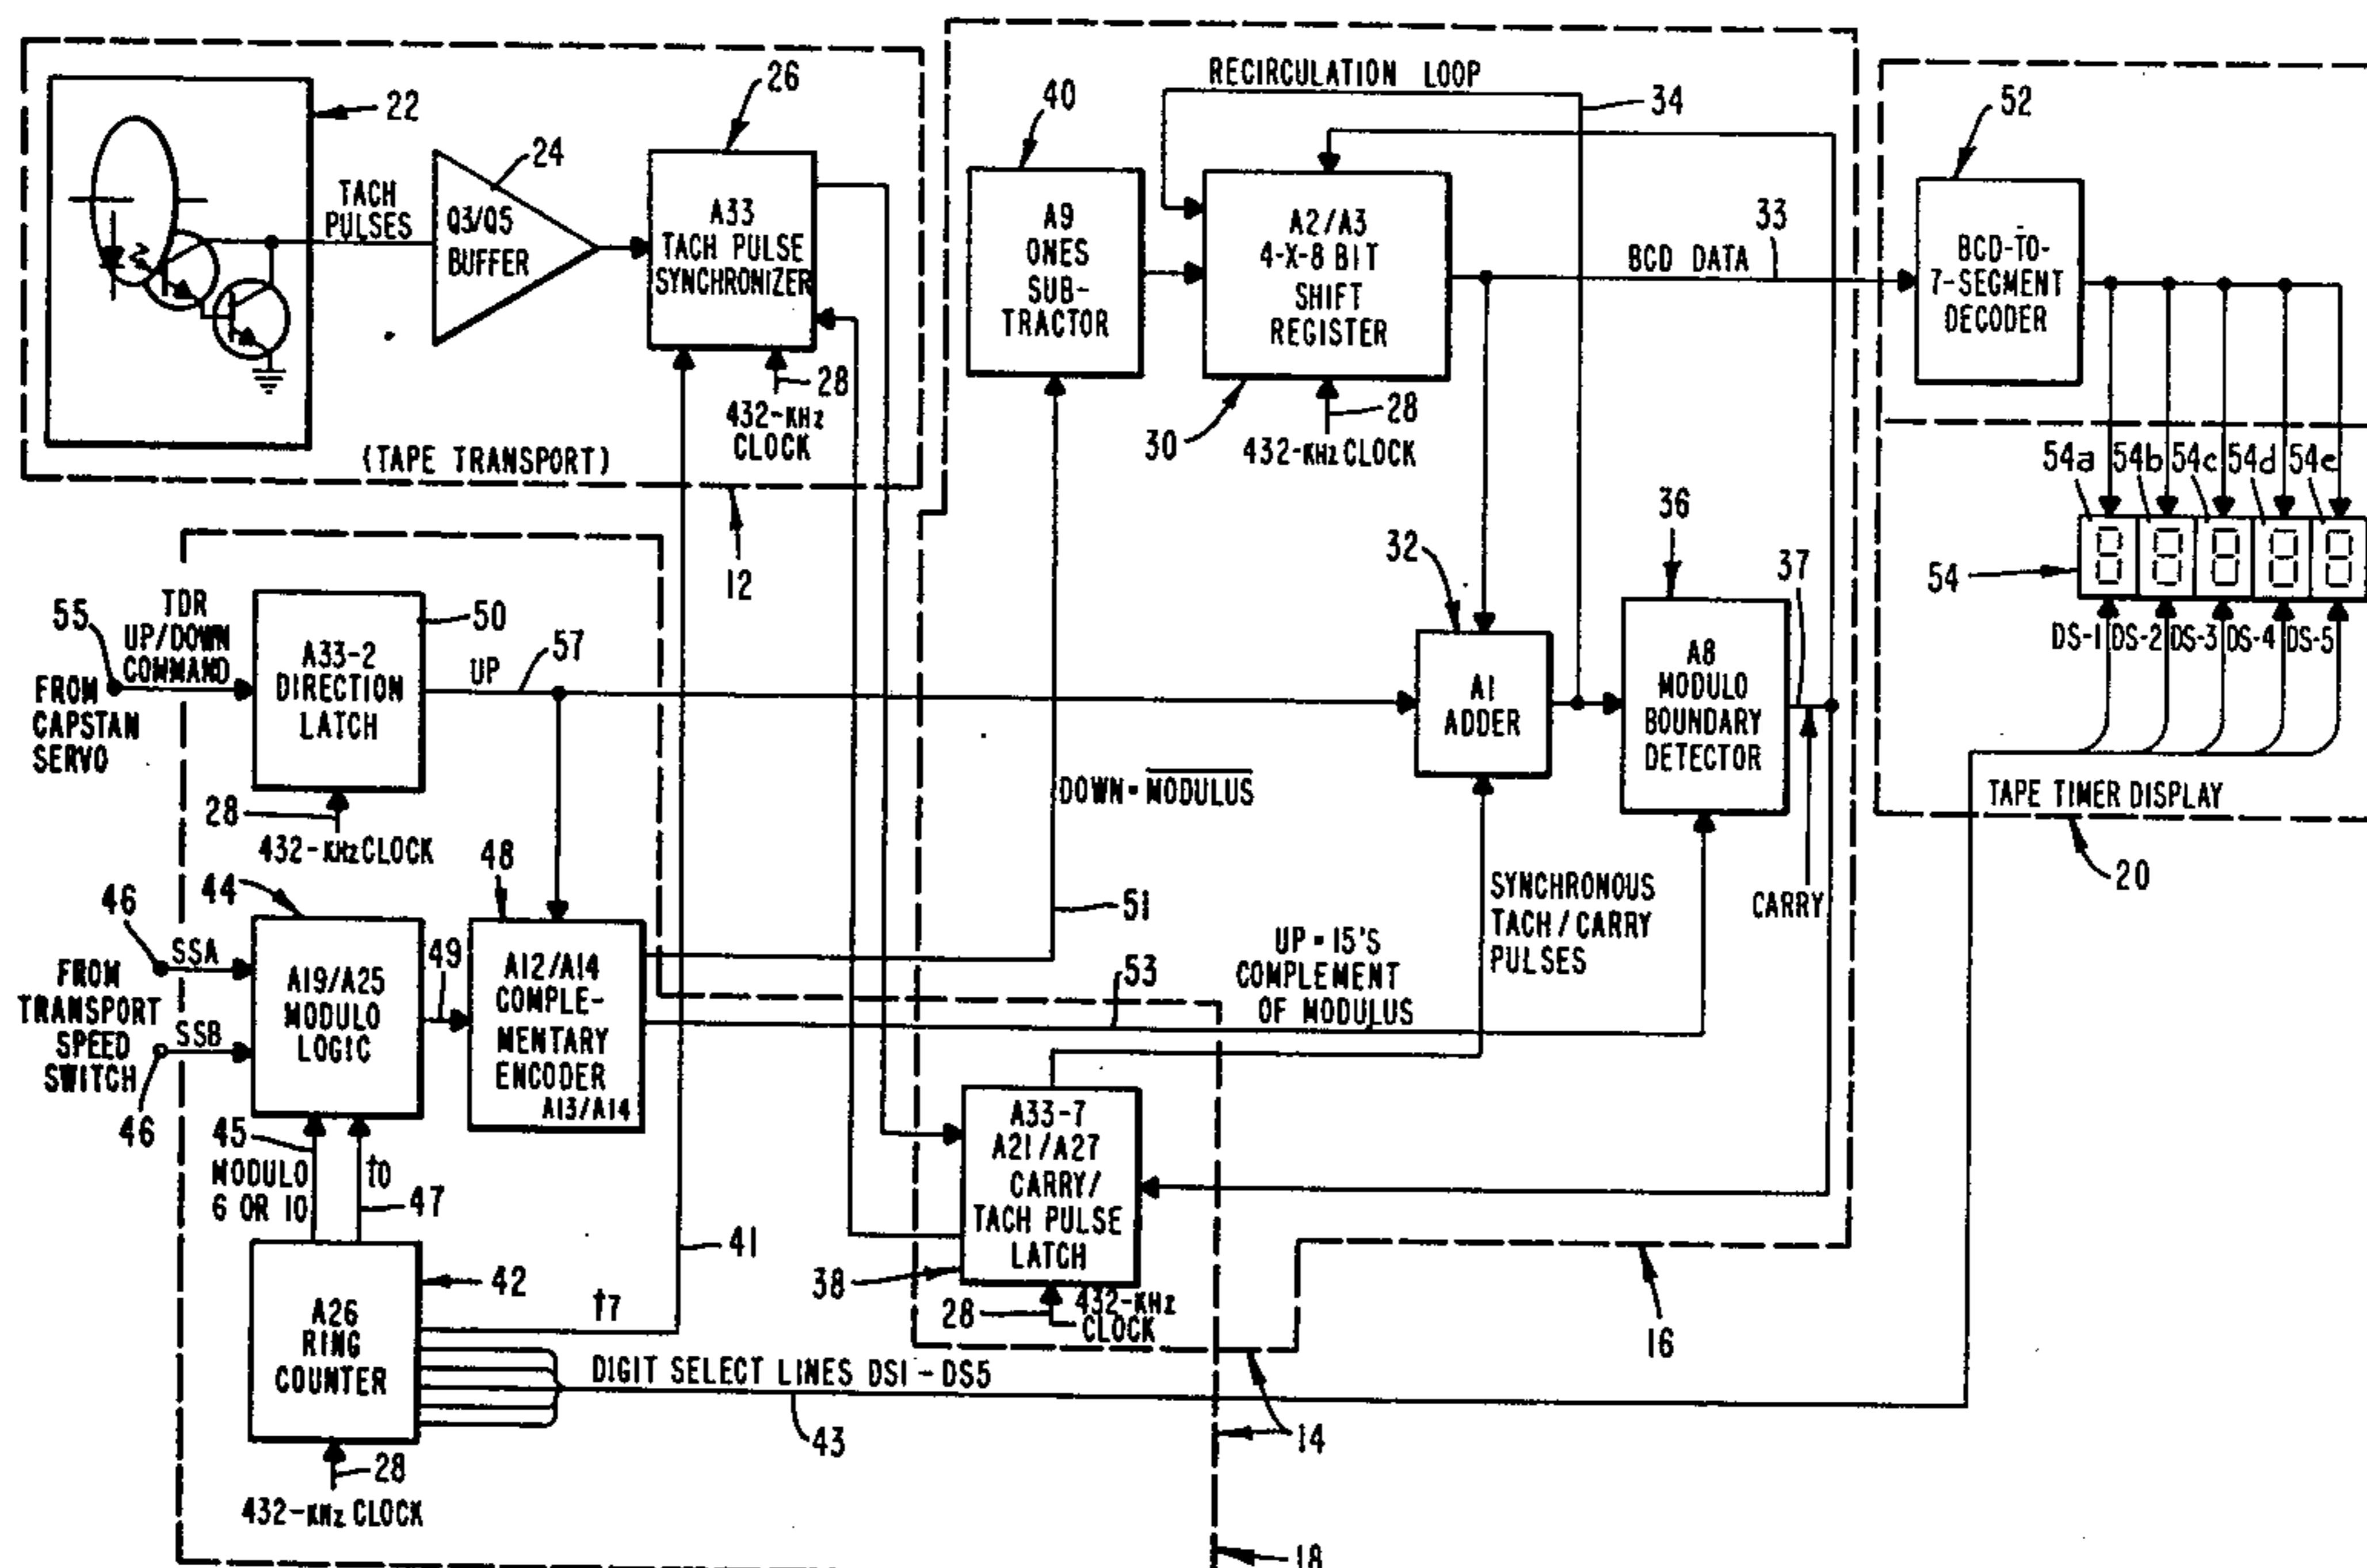 22
TACH
PULSES
24
Q3/Q5
BUFFER
26
A33
TACH PULSE
SYNCHRONIZER
28
432-KHz
CLOCK
(TAPE TRANSPORT)
12
RECIRCULATION LOOP
34
40
A9
ONES
SUB-
TRACTOR
A2/A3
4-X-8 BIT
SHIFT
REGISTER
30
28
432-KHz CLOCK
BCD DATA
33
52
BCD-TO-
7-SEGMENT
DECODER
54a 54b 54c 54d 54e
54
DS-1 DS-2 DS-3 DS-4 DS-5
TAPE TIMER DISPLAY
20
55
TDR
UP/DOWN
COMMAND
FROM
CAPSTAN
SERVO
50
A33-2
DIRECTION
LATCH
28
432-KHz CLOCK
UP
57
32
A1
ADDER
36
A8
MODULO
BOUNDARY
DETECTOR
37
CARRY
DOWN=M̅O̅D̅U̅L̅U̅S̅
51
SYNCHRONOUS
TACH / CARRY
PULSES
UP=15'S
COMPLEMENT
OF MODULUS
53
46
SSA
FROM
TRANSPORT
SPEED
SWITCH
SSB
46
44
A19/A25
MODULO
LOGIC
49
48
A12/A14
COMPLE-
MENTARY
ENCODER
A13/A14
45
MODULO
6 OR 10
t0
47
A26
RING
COUNTER
42
t7
41
28
432-KHz CLOCK
DIGIT SELECT LINES DS1-DS5
43
A33-7
A21/A27
CARRY/
TACH PULSE
LATCH
38
28
432-KHz
CLOCK
16
14
18